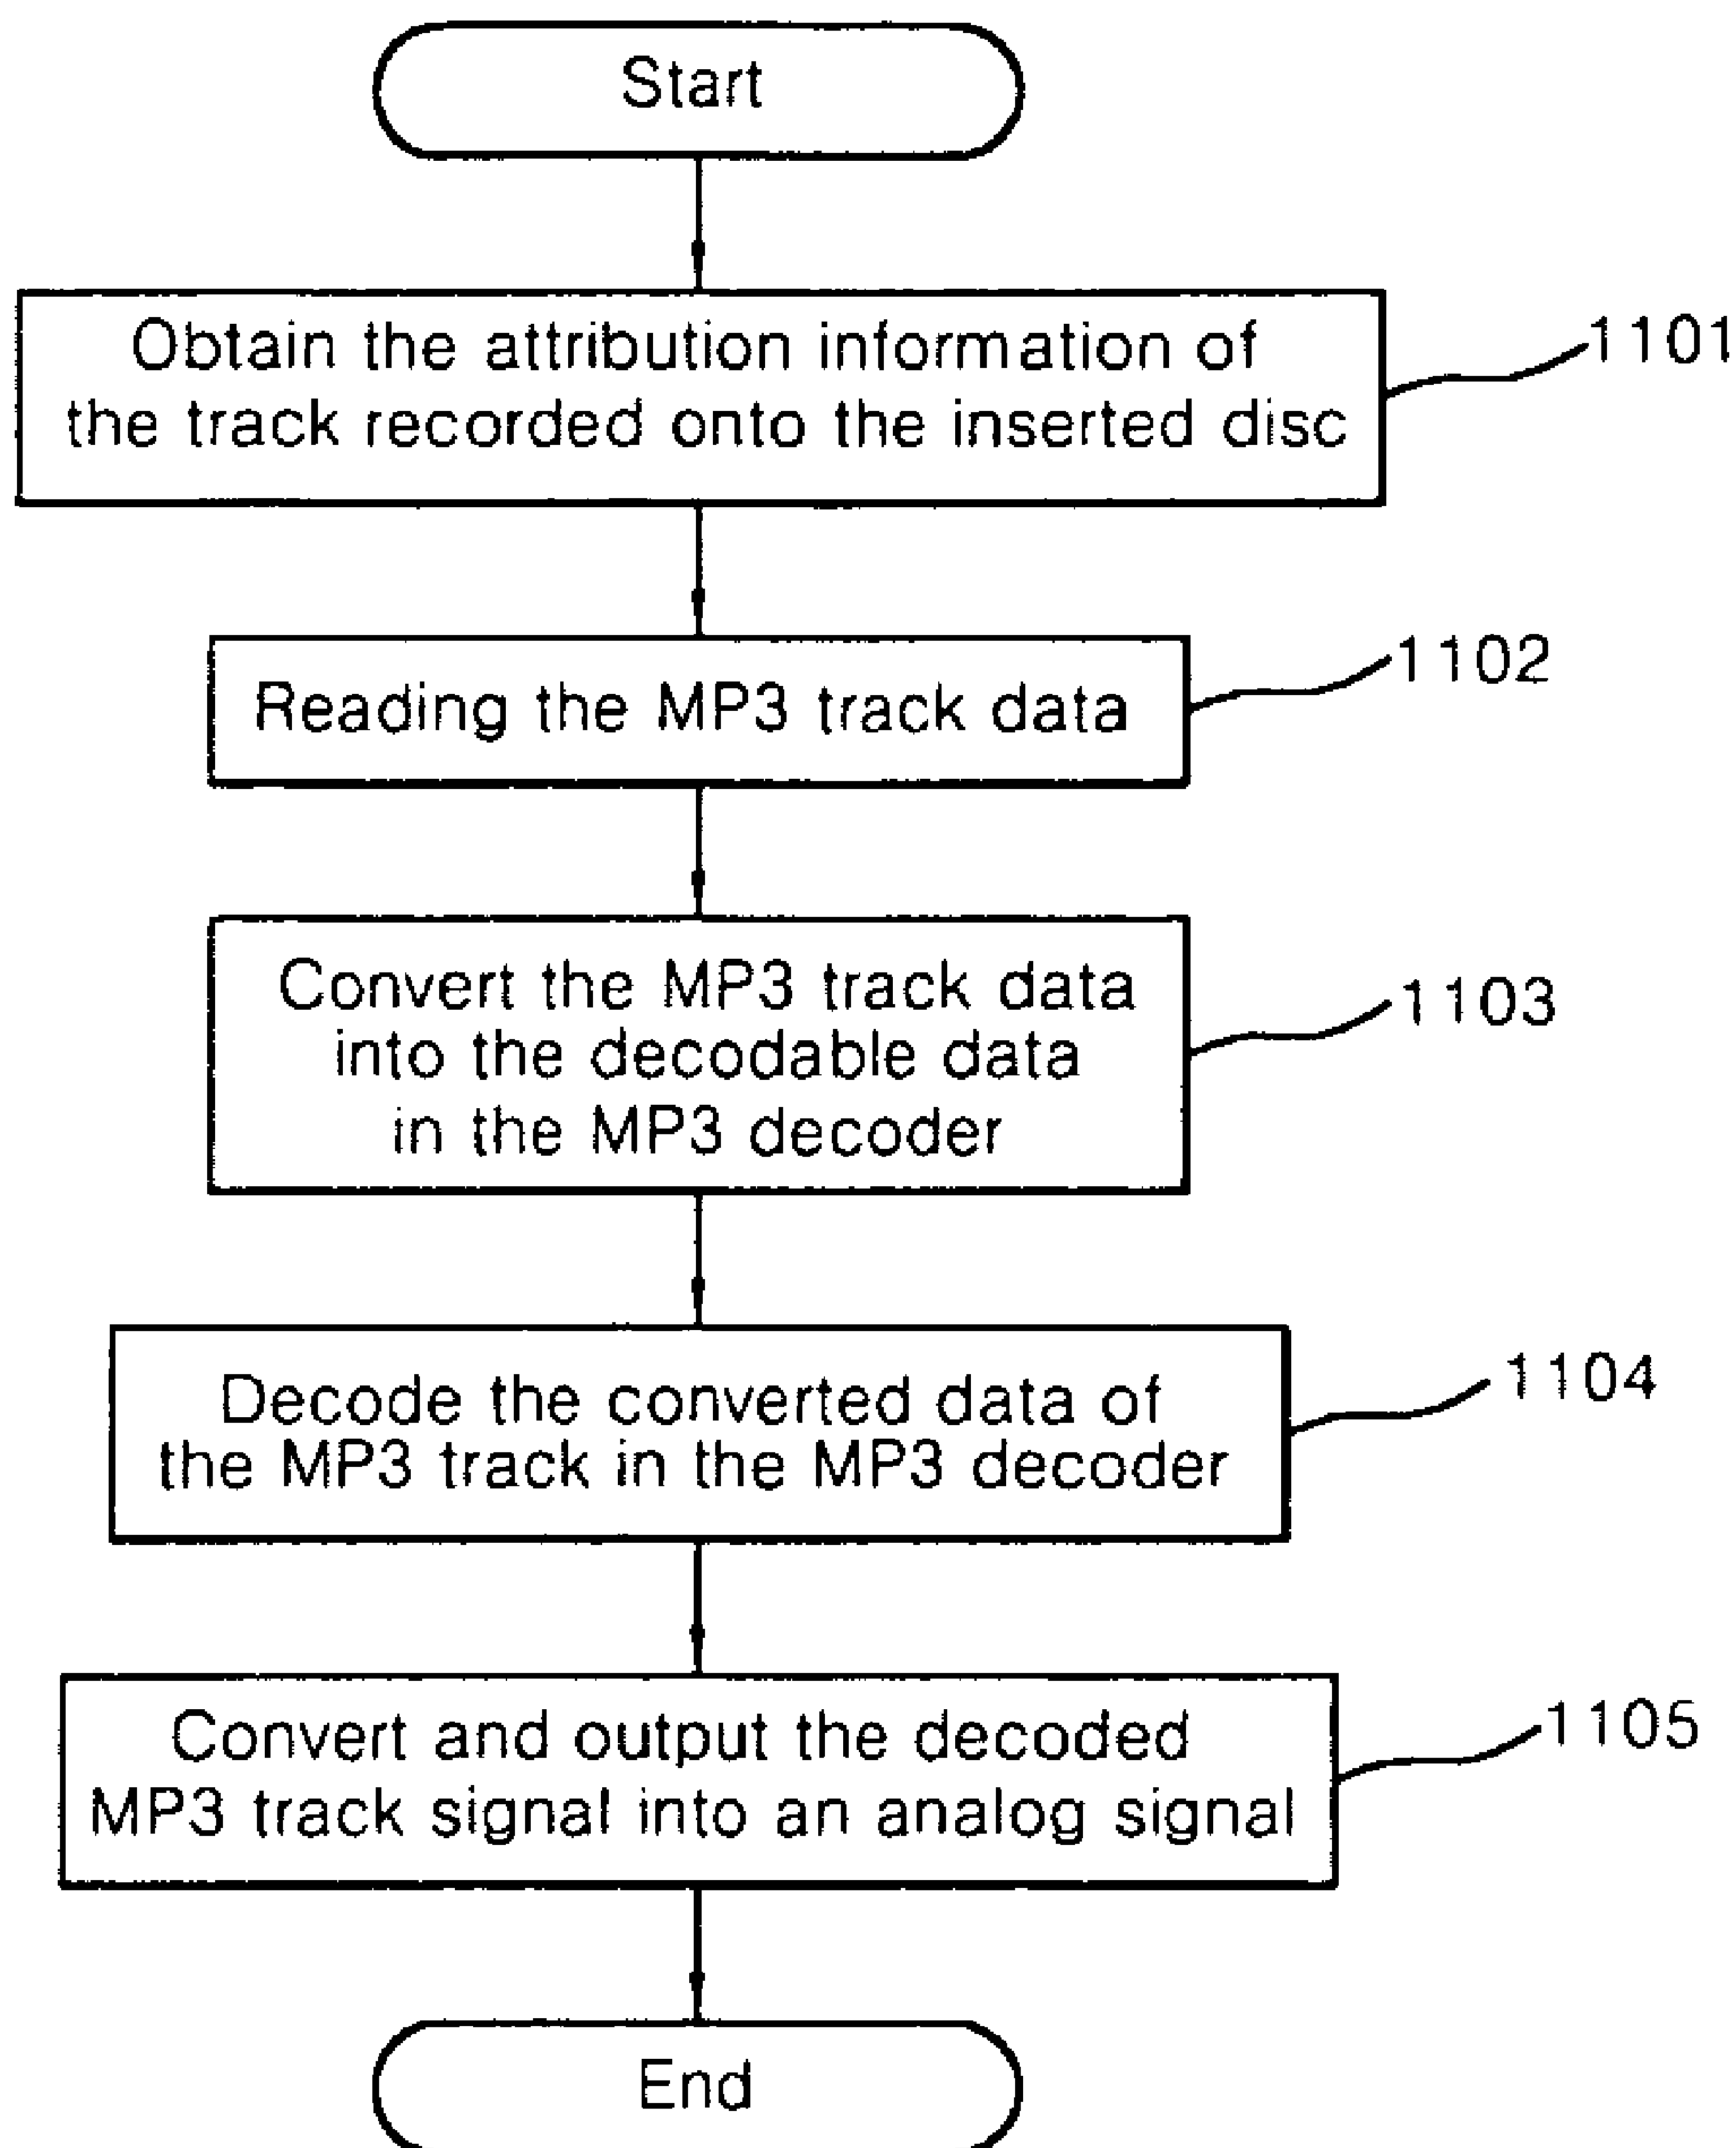 Start
Obtain the attribution information of
the track recorded onto the inserted disc
1101
Reading the MP3 track data
1102
Convert the MP3 track data
into the decodable data
in the MP3 decoder
1103
Decode the converted data of
the MP3 track in the MP3 decoder
1104
Convert and output the decoded
MP3 track signal into an analog signal
1105
End